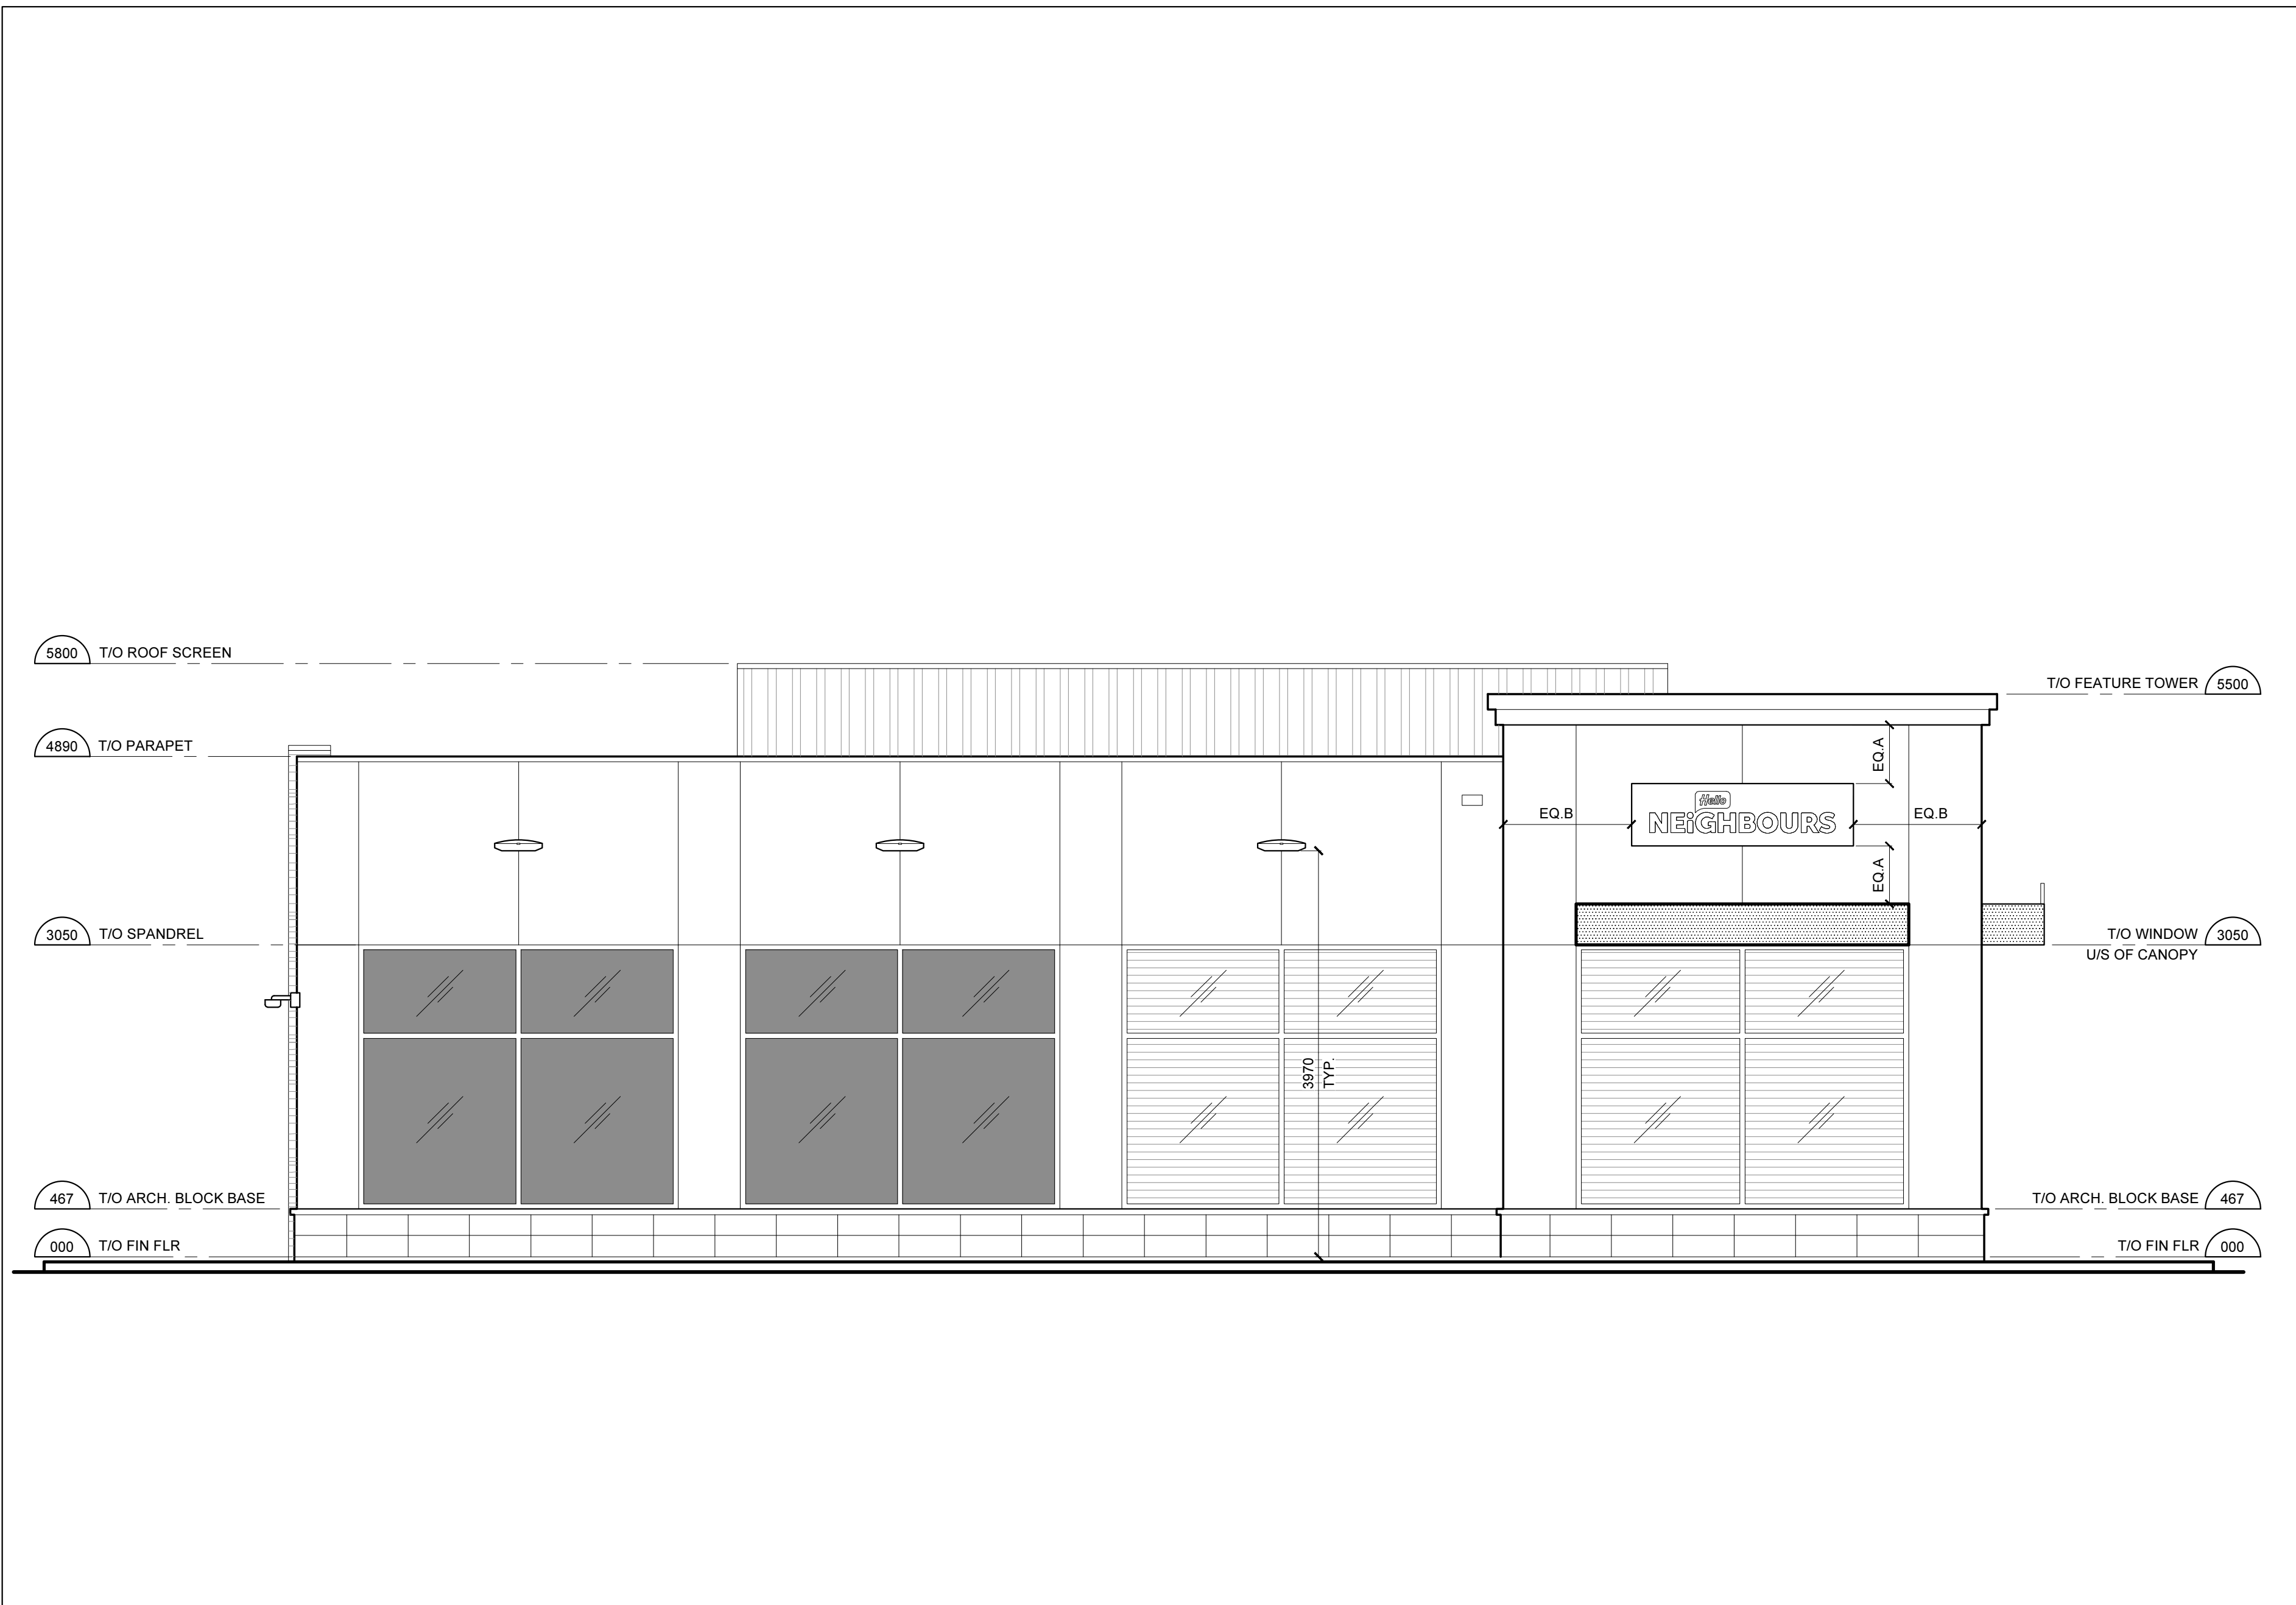 5800 T/O ROOF SCREEN
T/O FEATURE TOWER 5500
4890 T/O PARAPET
EQ.A
EQ.B
Hello
NEiGHBOURS
EQ.B
EQ.A
3050 T/O SPANDREL
T/O WINDOW 3050
U/S OF CANOPY
3970
TYP.
467 T/O ARCH. BLOCK BASE
T/O ARCH. BLOCK BASE 467
000 T/O FIN FLR
T/O FIN FLR 000